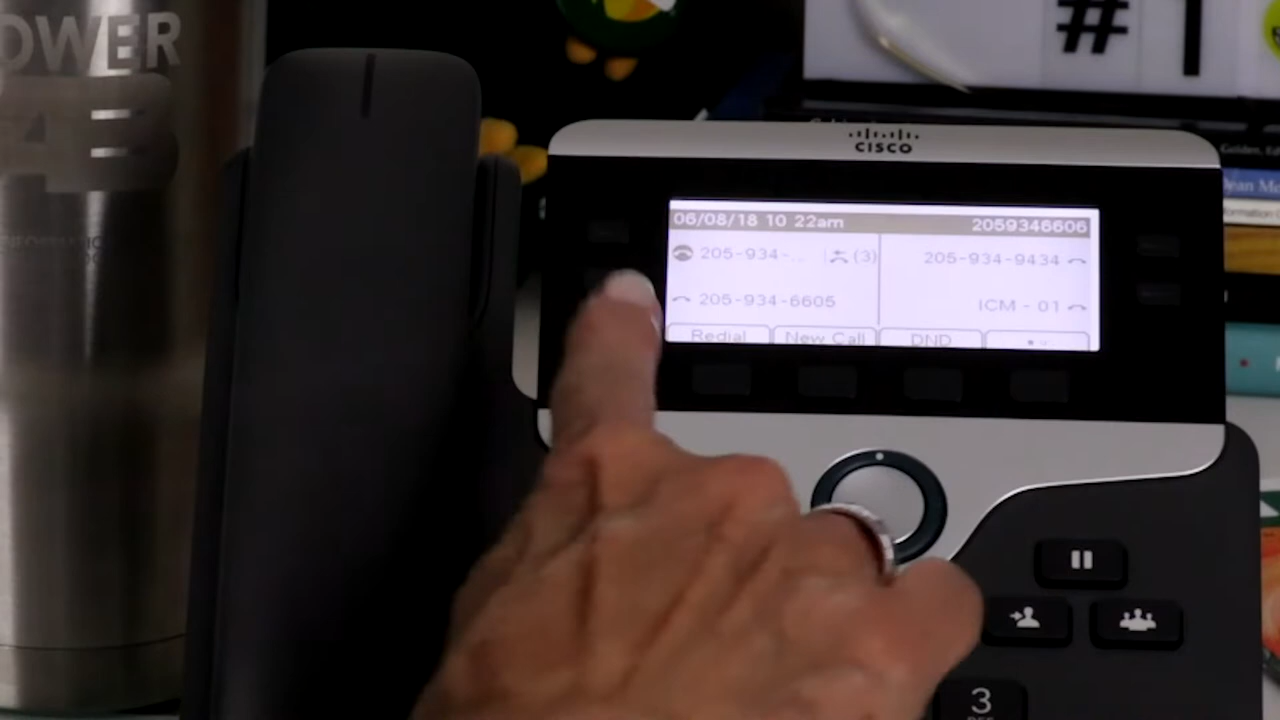 OWER
#1
CISCO
06/08/18 10 22am 2059346606
205-934-... (3) 205-934-9434
205-934-6605 ICM - 01
Redial New Call DND
3